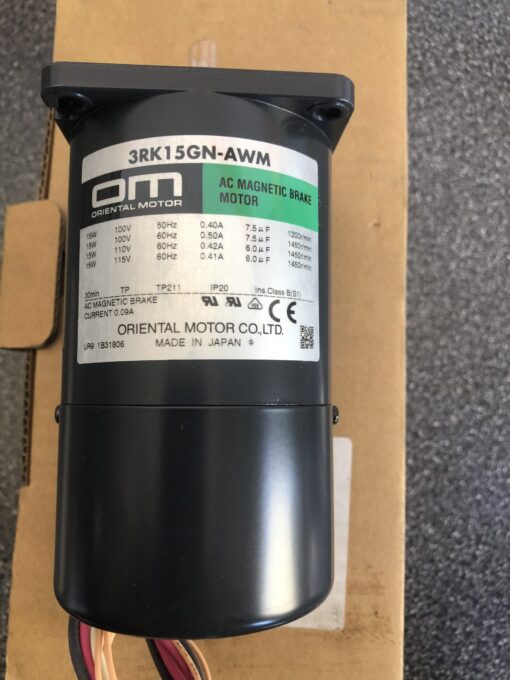 3RK15GN-AWM
OM
ORIENTAL MOTOR
AC MAGNETIC BRAKE
MOTOR
15W 100V 50Hz 0.40A 7.5μF 1200r/min
15W 100V 60Hz 0.50A 7.5μF 1450r/min
15W 110V 60Hz 0.42A 6.0μF 1450r/min
15W 115V 60Hz 0.41A 6.0μF 1450r/min
30min TP TP211 IP20 Ins.Class B(S1)
AC MAGNETIC BRAKE
CURRENT 0.09A
CE
ORIENTAL MOTOR CO.,LTD.
UR9 1B31806 MADE IN JAPAN